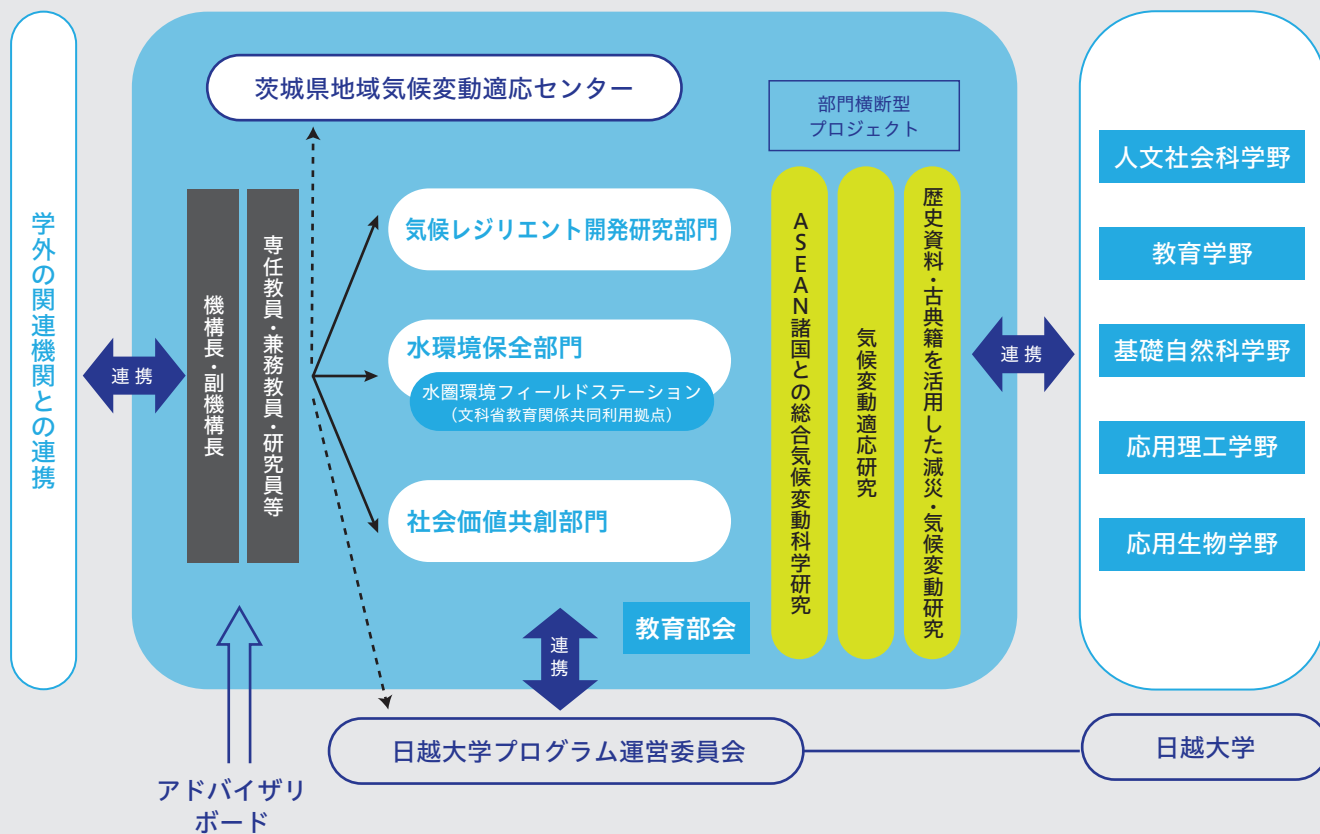 学外の関連機関との連携
連携
茨城県地域気候変動適応センター
機構長・副機構長
専任教員・兼務教員・研究員等
気候レジリエント開発研究部門
水環境保全部門
水圏環境フィールドステーション
（文科省教育関係共同利用拠点）
社会価値共創部門
部門横断型
プロジェクト
ASEAN諸国との総合気候変動科学研究
気候変動適応研究
歴史資料・古典籍を活用した減災・気候変動研究
教育部会
連携
連携
人文社会科学野
教育学野
基礎自然科学野
応用理工学野
応用生物学野
アドバイザリ
ボード
日越大学プログラム運営委員会
日越大学